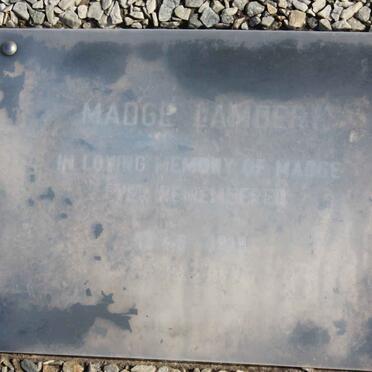 MADGE LAMBERT
IN LOVING MEMORY OF MADGE
EVER REMEMBERED